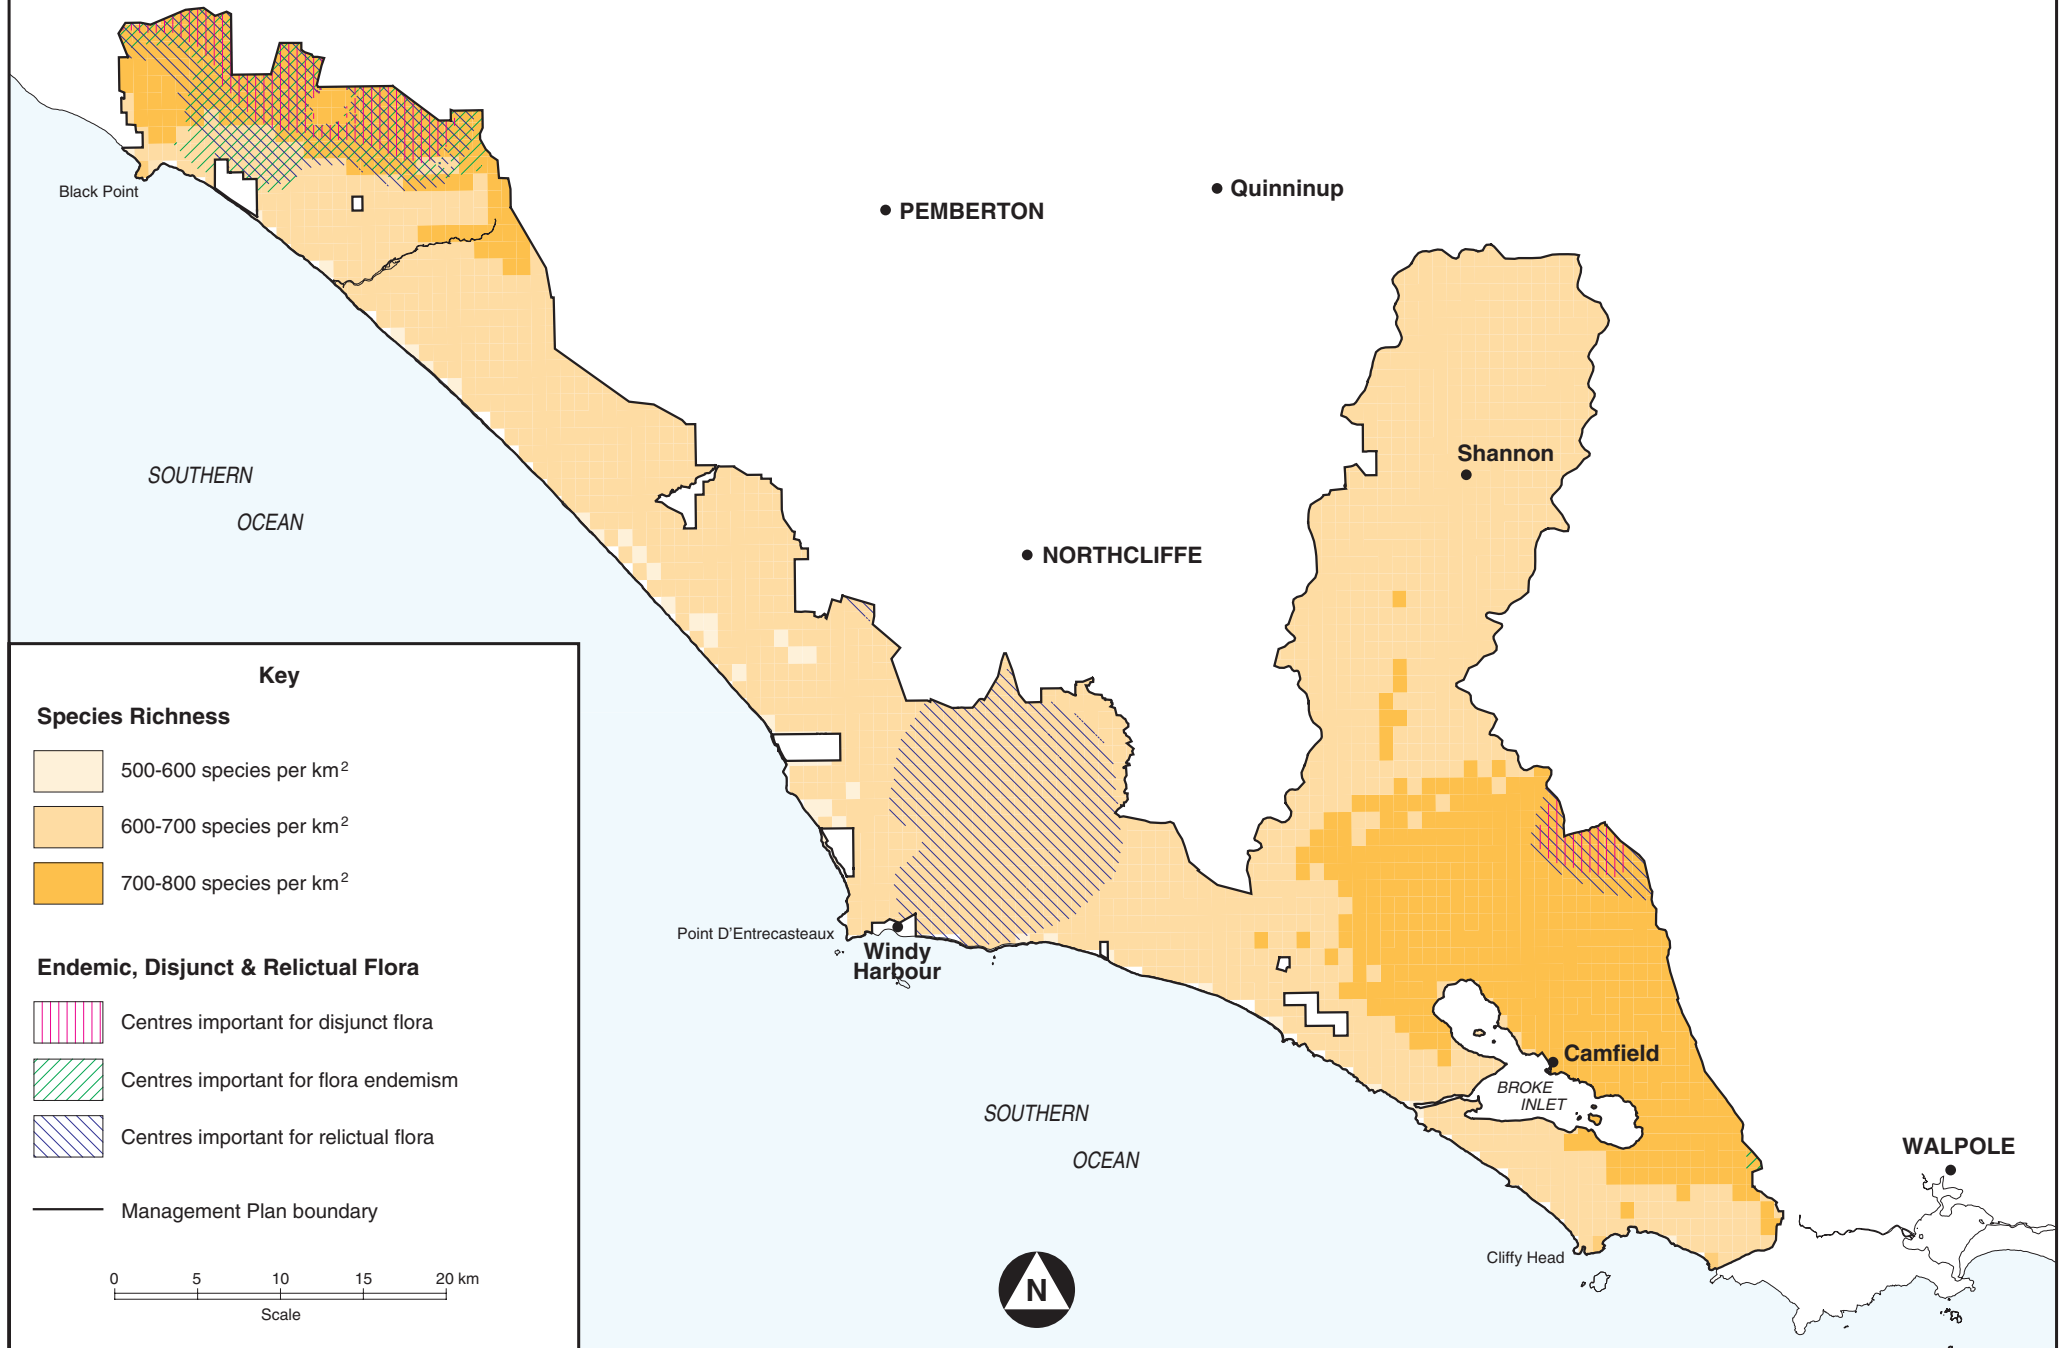 Black Point
PEMBERTON
Quinninup
Shannon
SOUTHERN
OCEAN
NORTHCLIFFE
Key
Species Richness
500-600 species per km2
600-700 species per km2
700-800 species per km2
Endemic, Disjunct & Relictual Flora
Centres important for disjunct flora
Centres important for flora endemism
Centres important for relictual flora
Management Plan boundary
0 5 10 15 20 km
Scale
Point D'Entrecasteaux
Windy
Harbour
Camfield
BROKE
INLET
SOUTHERN
OCEAN
WALPOLE
Cliffy Head
N